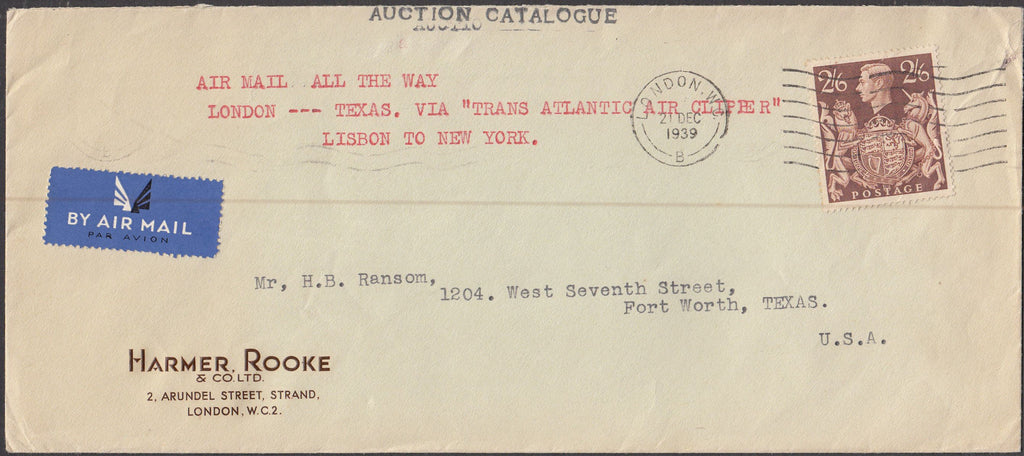 AUCTION CATALOGUE
AUCTIO
AIR MAIL ALL THE WAY
LONDON --- TEXAS. VIA "TRANS ATLANTIC AIR CLIPPER"
LISBON TO NEW YORK.
LONDON. W.C.
21 DEC
1939
B
2/6 2/6
POSTAGE
BY AIR MAIL
PAR AVION
Mr, H.B. Ransom,
1204. West Seventh Street,
Fort Worth, TEXAS.
U.S.A.
HARMER, ROOKE
& CO. LTD.
2, ARUNDEL STREET, STRAND,
LONDON, W.C.2.